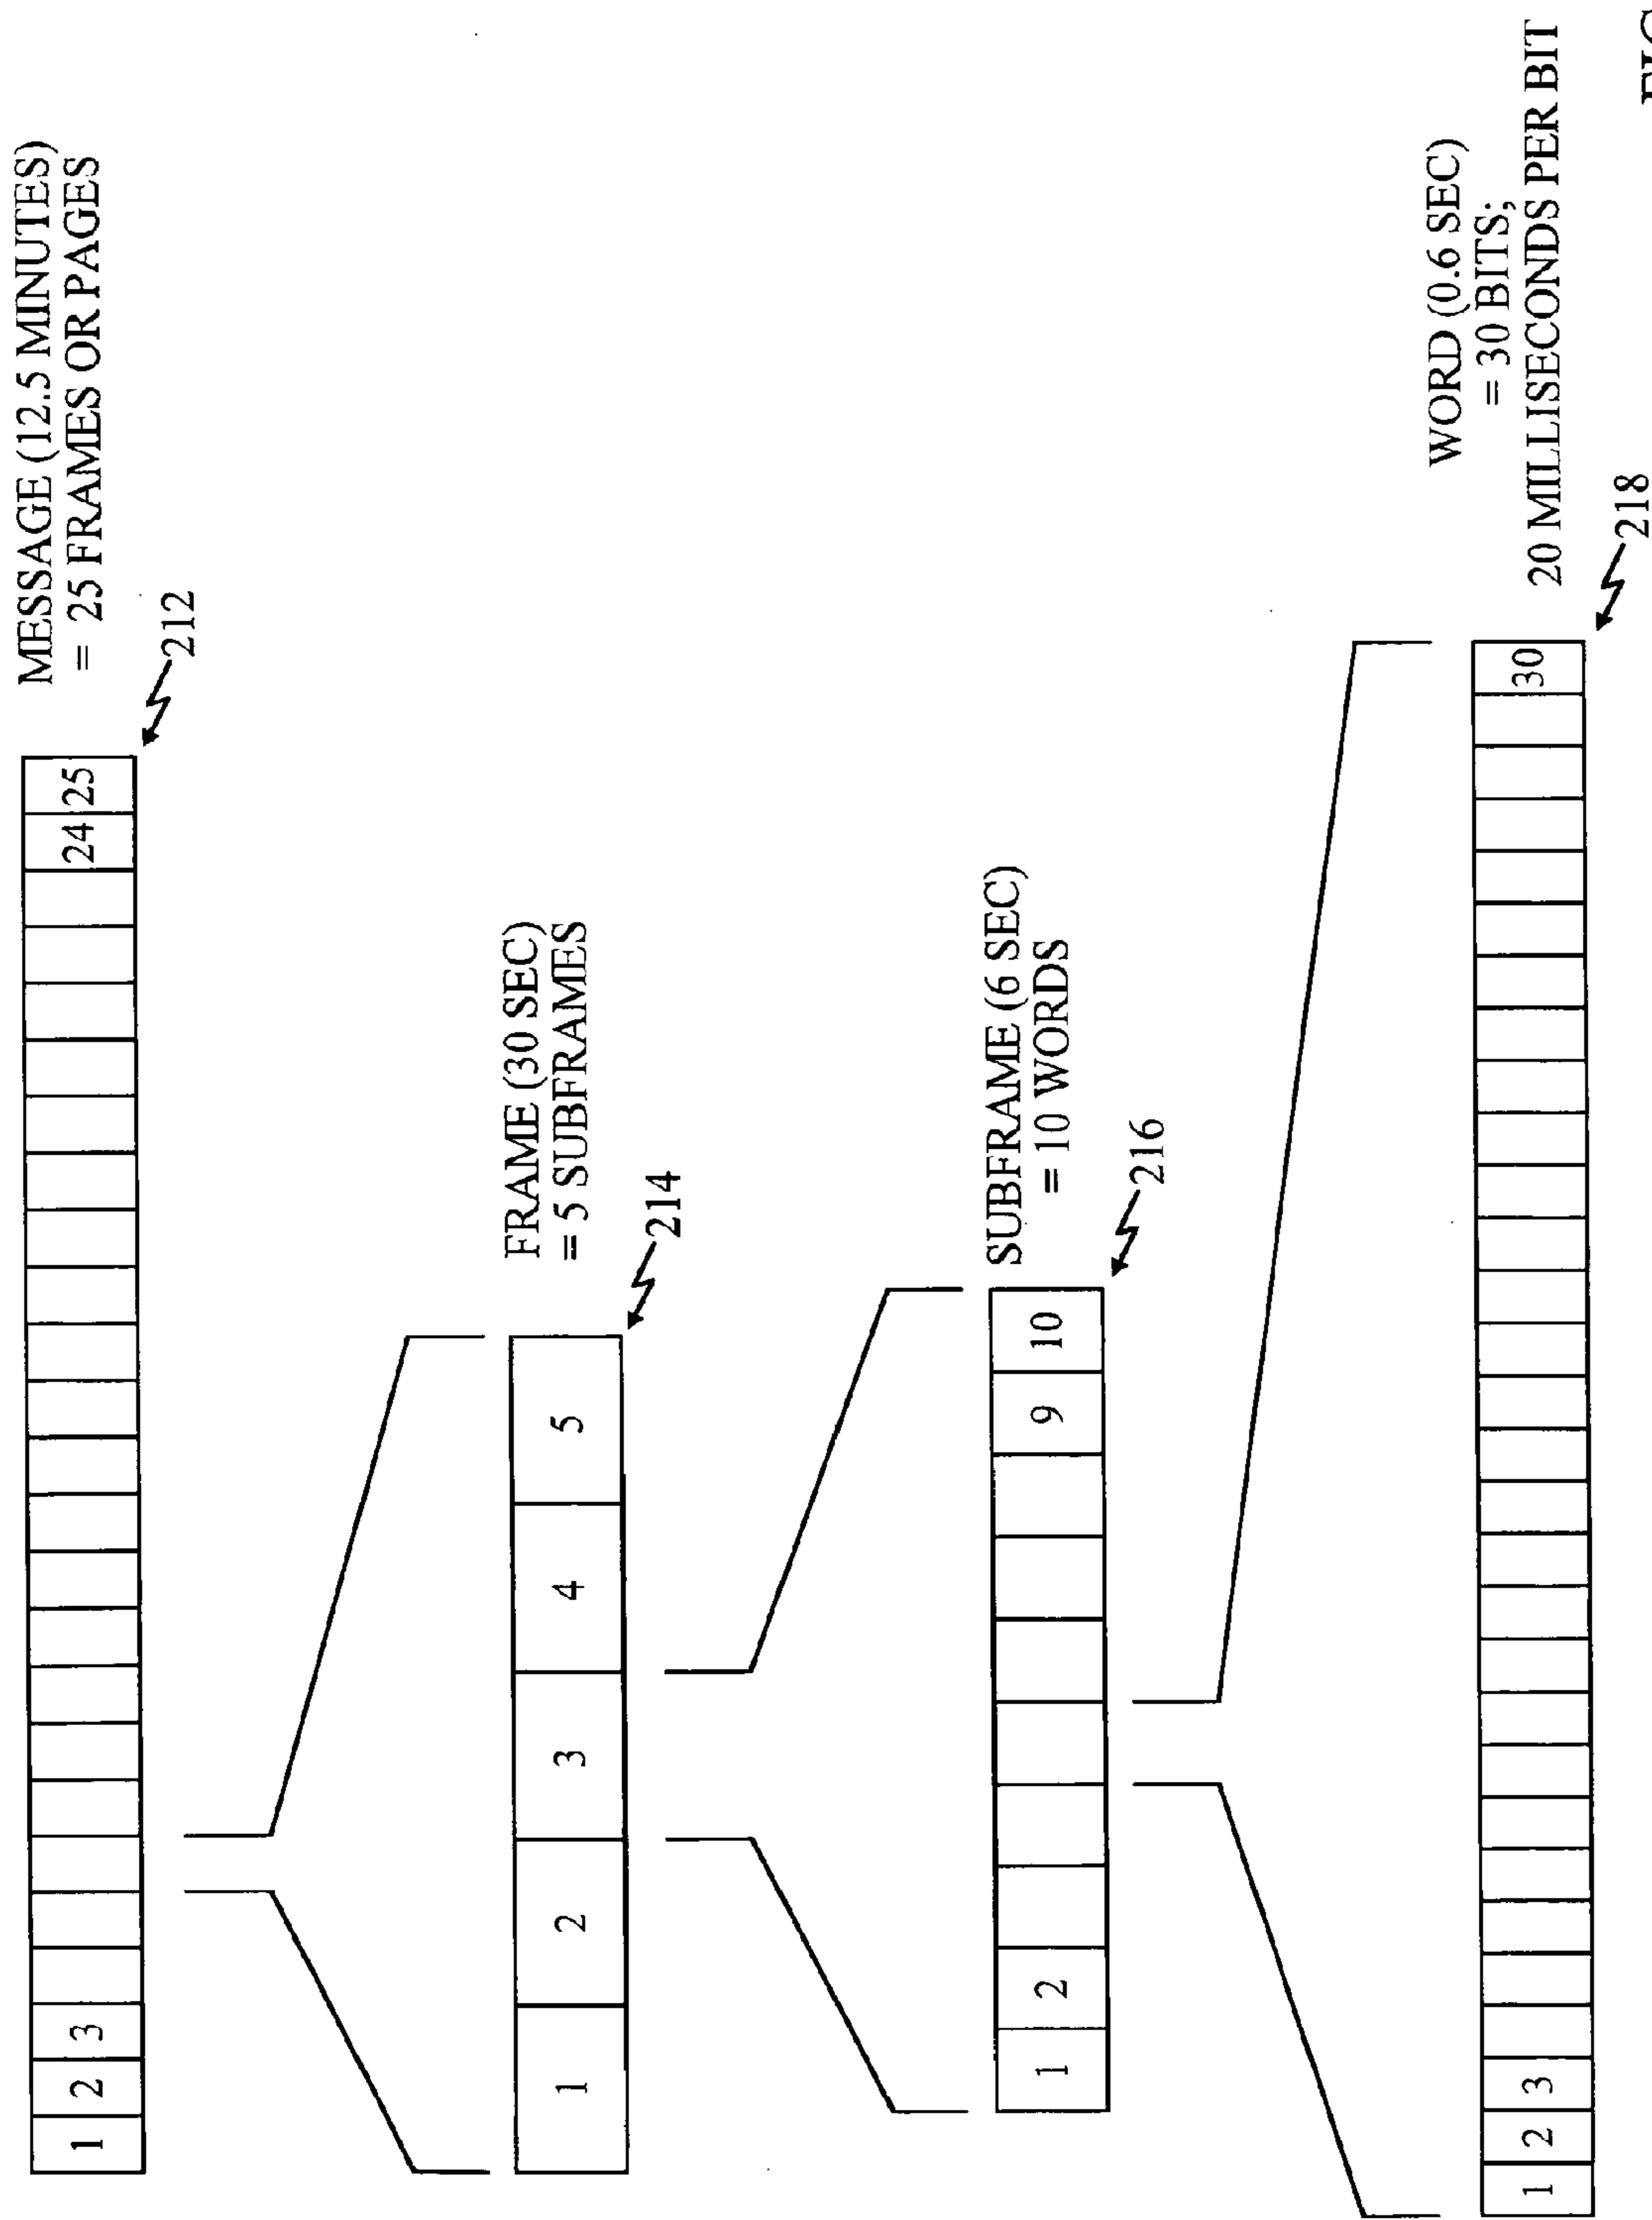 MESSAGE (12.5 MINUTES)
= 25 FRAMES OR PAGES
1 2 3 24 25
212
FRAME (30 SEC)
= 5 SUBFRAMES
1 2 3 4 5
214
SUBFRAME (6 SEC)
= 10 WORDS
1 2 9 10
216
WORD (0.6 SEC)
= 30 BITS;
20 MILLISECONDS PER BIT
1 2 3 30
218